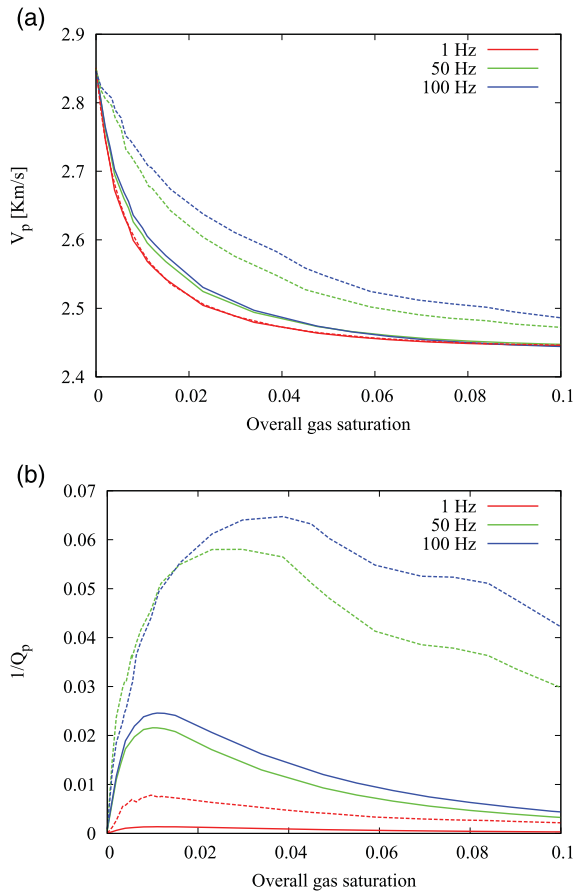 (a)
2.9
2.8
2.7
2.6
2.5
2.4
V_p [Km/s]
1 Hz
50 Hz
100 Hz
0
0.02
0.04
0.06
0.08
0.1
Overall gas saturation
(b)
0.07
0.06
0.05
0.04
0.03
0.02
0.01
0
1/Q_p
1 Hz
50 Hz
100 Hz
0
0.02
0.04
0.06
0.08
0.1
Overall gas saturation